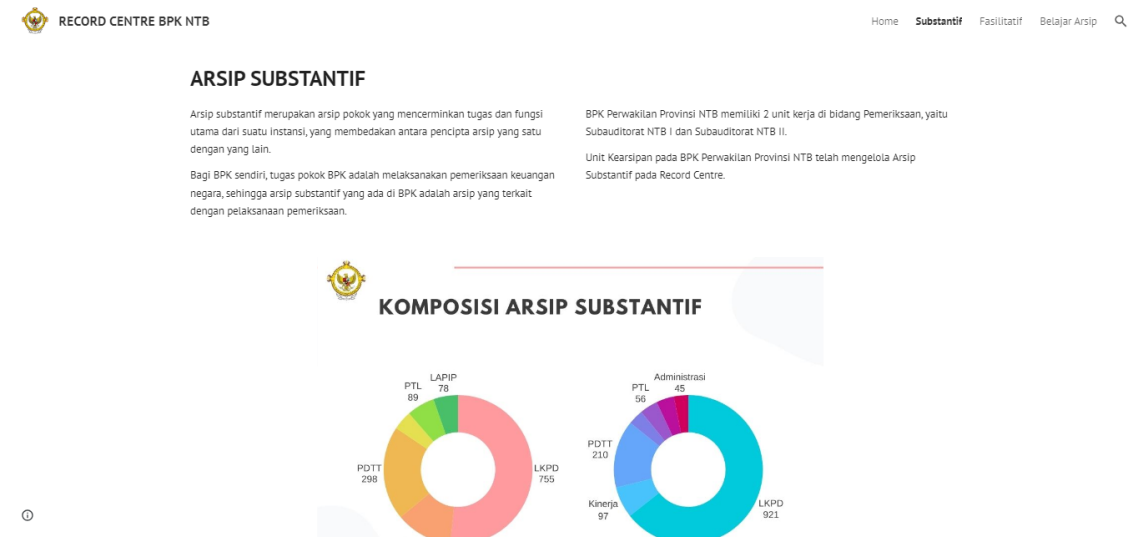 RECORD CENTRE BPK NTB
Home
Substantif
Fasilitatif
Belajar Arsip
ARSIP SUBSTANTIF
Arsip substantif merupakan arsip pokok yang mencerminkan tugas dan fungsi
utama dari suatu instansi, yang membedakan antara pencipta arsip yang satu
dengan yang lain.
Bagi BPK sendiri, tugas pokok BPK adalah melaksanakan pemeriksaan keuangan
negara, sehingga arsip substantif yang ada di BPK adalah arsip yang terkait
dengan pelaksanaan pemeriksaan.
BPK Perwakilan Provinsi NTB memiliki 2 unit kerja di bidang Pemeriksaan, yaitu
Subauditorat NTB I dan Subauditorat NTB II.
Unit Kearsipan pada BPK Perwakilan Provinsi NTB telah mengelola Arsip
Substantif pada Record Centre.
KOMPOSISI ARSIP SUBSTANTIF
LAPIP
78
PTL
89
PDTT
298
LKPD
755
Administrasi
45
PTL
56
PDTT
210
Kinerja
97
LKPD
921